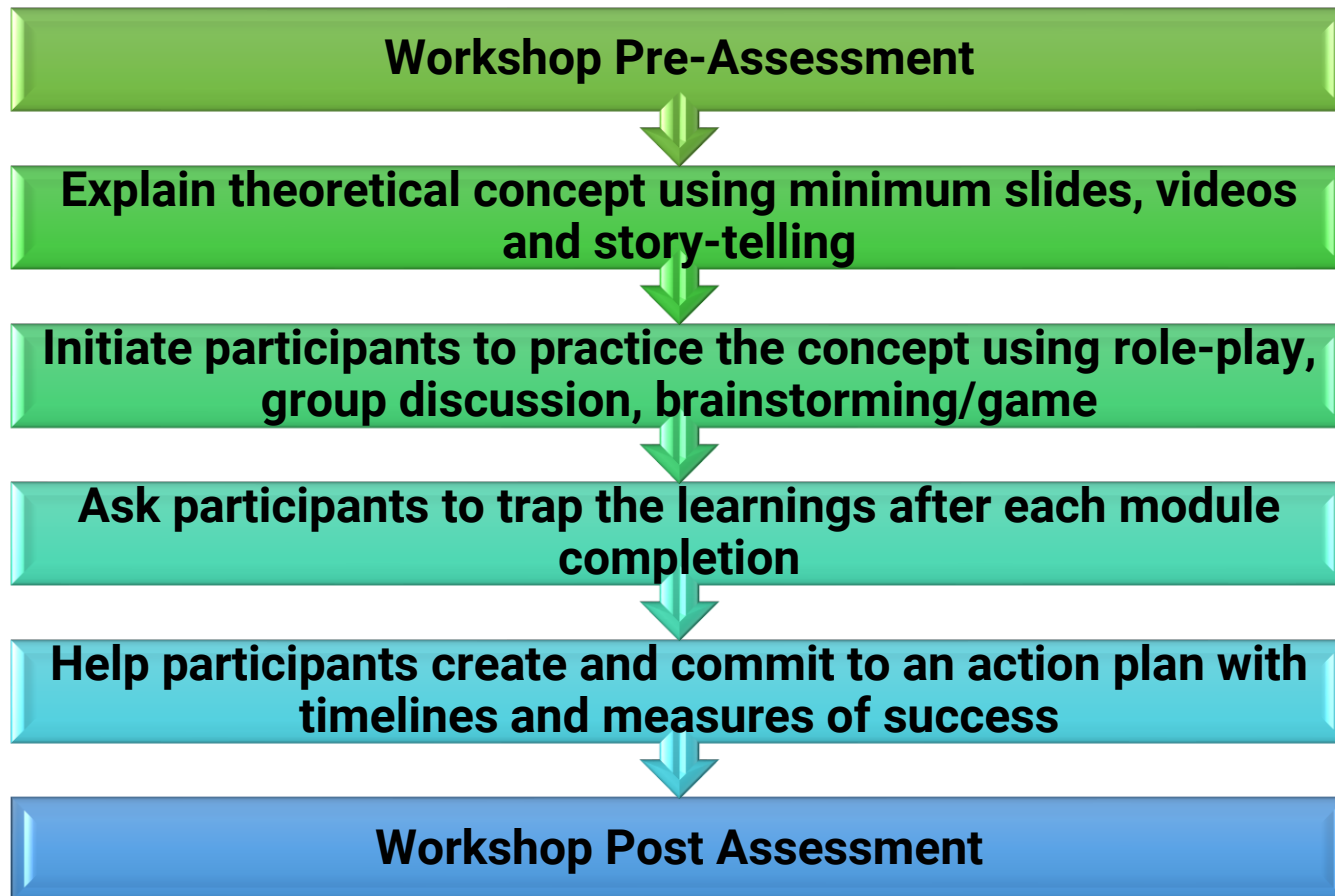 Workshop Pre-Assessment
Explain theoretical concept using minimum slides, videos
and story-telling
Initiate participants to practice the concept using role-play,
group discussion, brainstorming/game
Ask participants to trap the learnings after each module
completion
Help participants create and commit to an action plan with
timelines and measures of success
Workshop Post Assessment